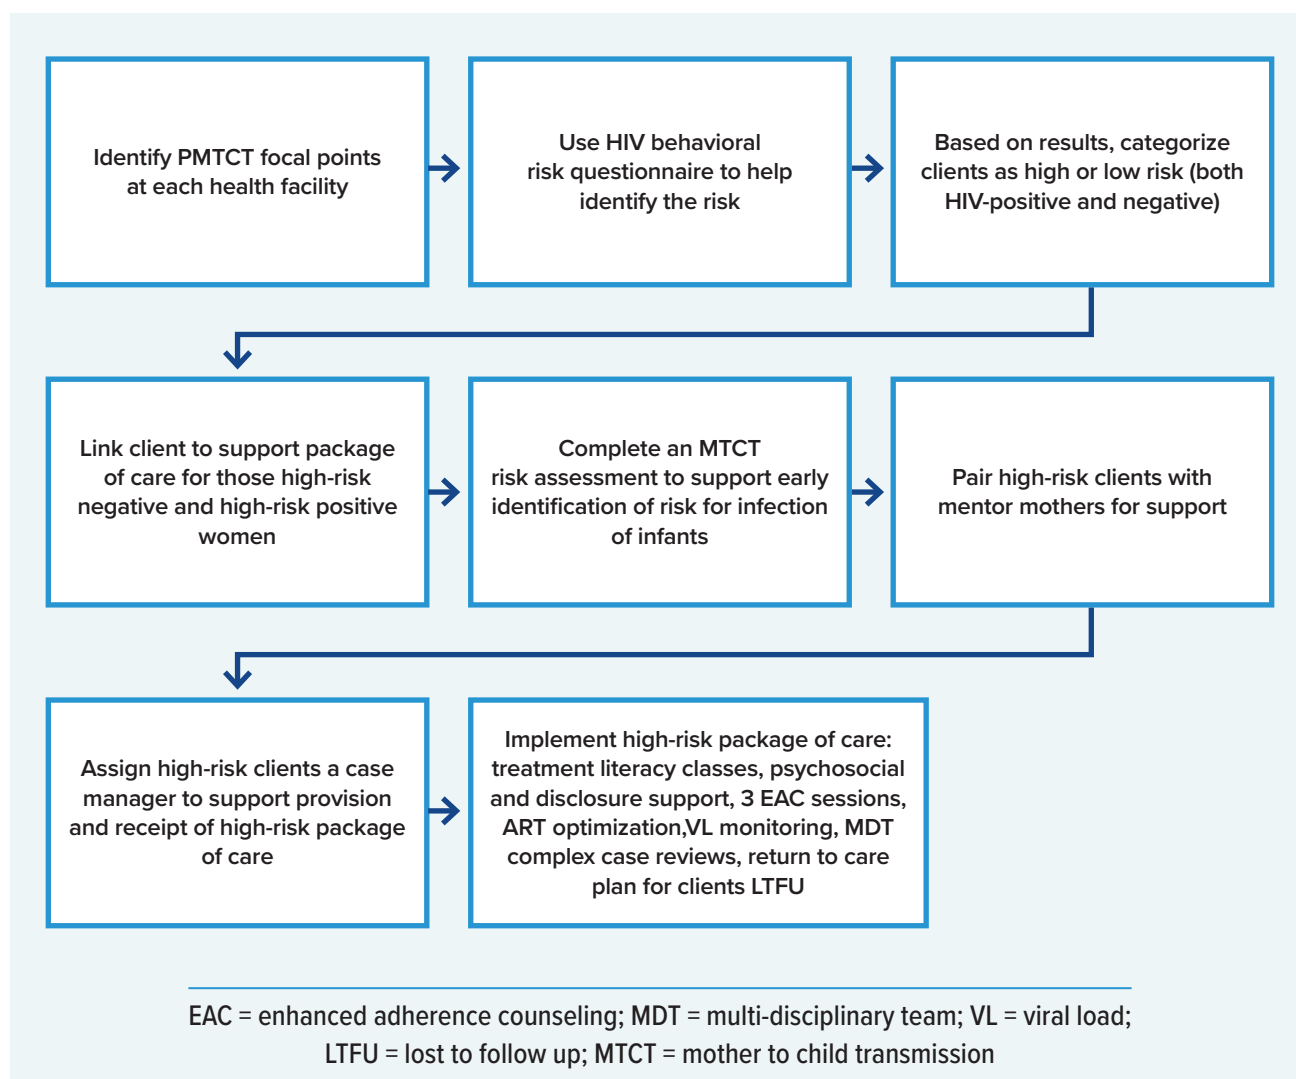 Identify PMTCT focal points
at each health facility
Use HIV behavioral
risk questionnaire to help
identify the risk
Based on results, categorize
clients as high or low risk (both
HIV-positive and negative)
Link client to support package
of care for those high-risk
negative and high-risk positive
women
Complete an MTCT
risk assessment to support early
identification of risk for infection
of infants
Pair high-risk clients with
mentor mothers for support
Assign high-risk clients a case
manager to support provision
and receipt of high-risk package
of care
Implement high-risk package of care:
treatment literacy classes, psychosocial
and disclosure support, 3 EAC sessions,
ART optimization,VL monitoring, MDT
complex case reviews, return to care
plan for clients LTFU
EAC = enhanced adherence counseling; MDT = multi-disciplinary team; VL = viral load;
LTFU = lost to follow up; MTCT = mother to child transmission